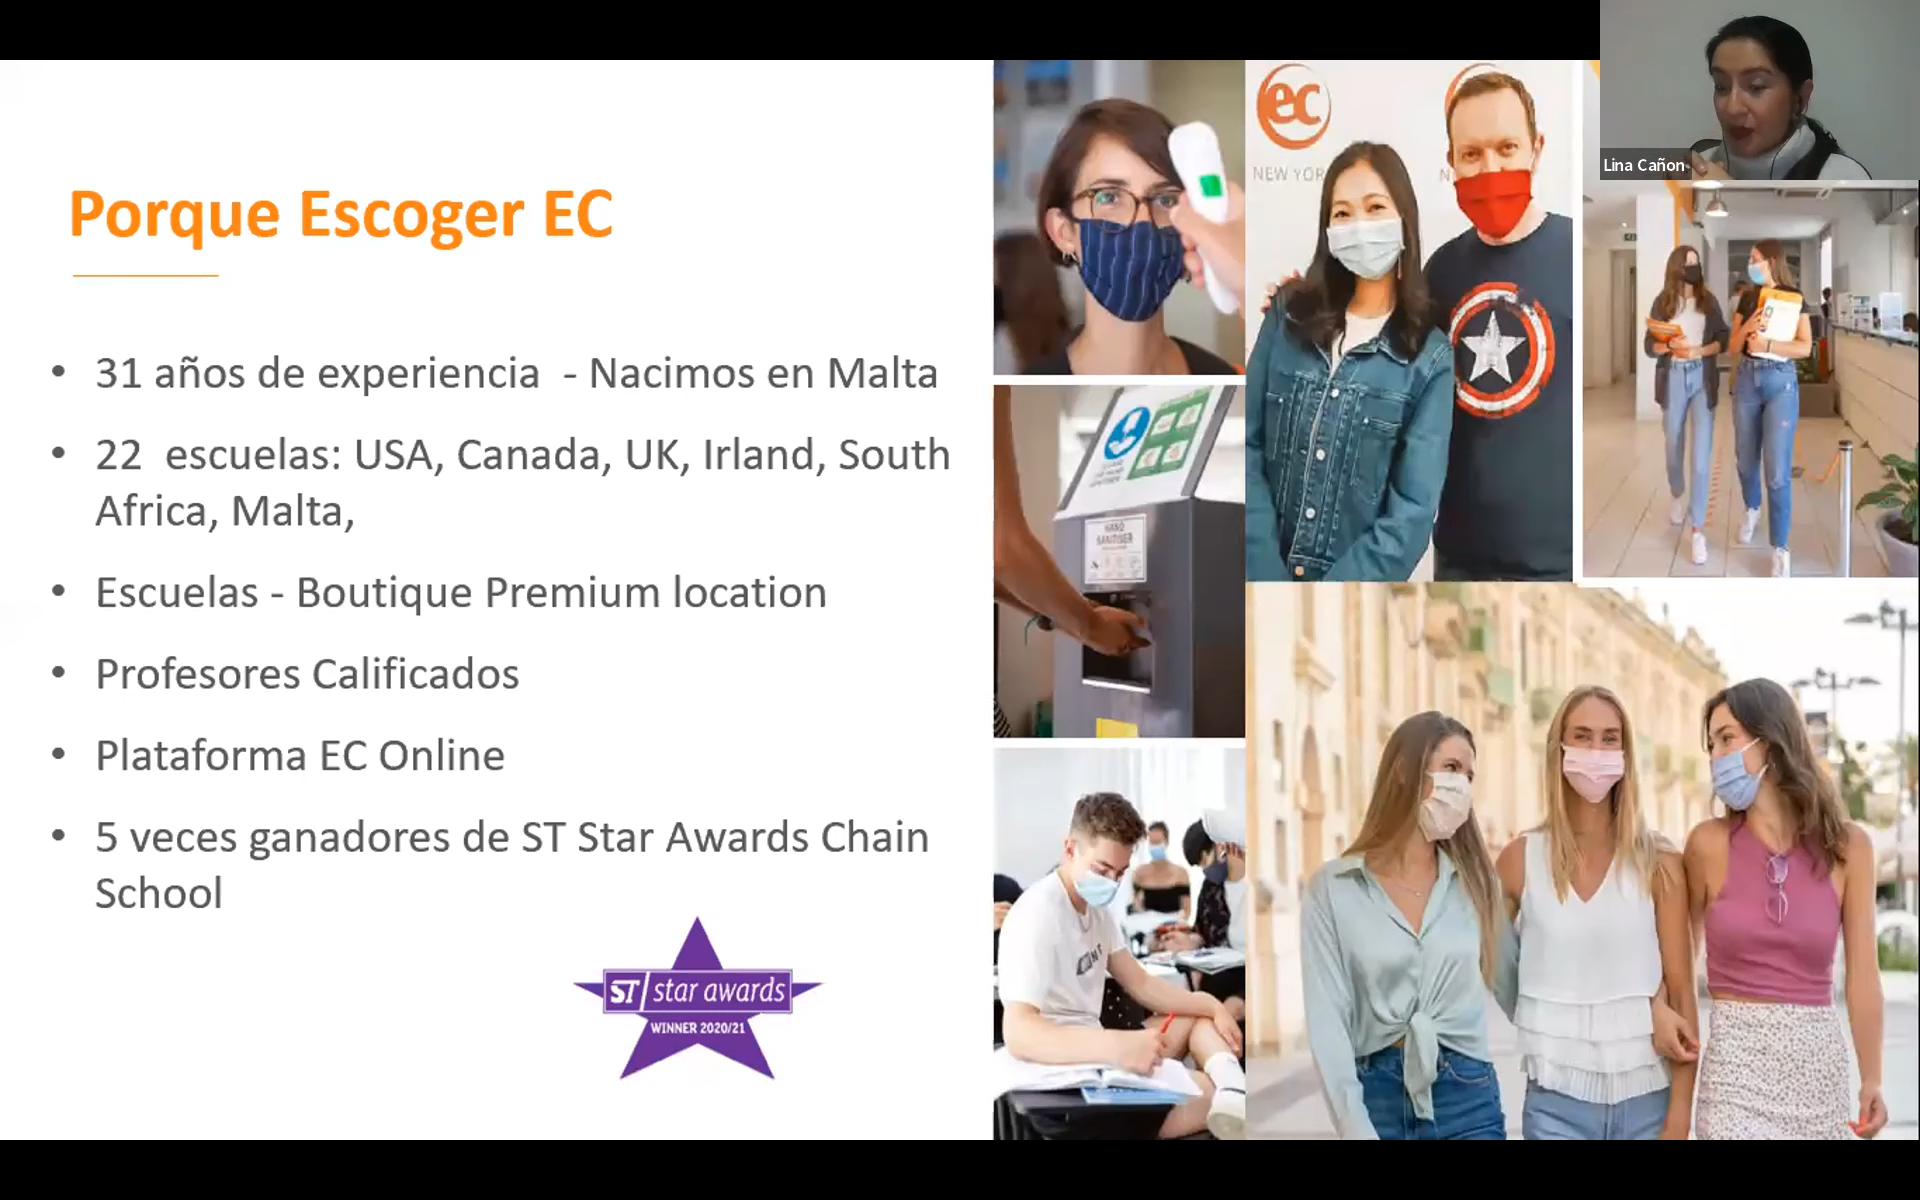 Lina Cañon
Porque Escoger EC
• 31 años de experiencia - Nacimos en Malta
• 22 escuelas: USA, Canada, UK, Irland, South
Africa, Malta,
• Escuelas - Boutique Premium location
• Profesores Calificados
• Plataforma EC Online
• 5 veces ganadores de ST Star Awards Chain
School
ST star awards
WINNER 2020/21
ec
NEW YOR
N
HAND
SANITISER